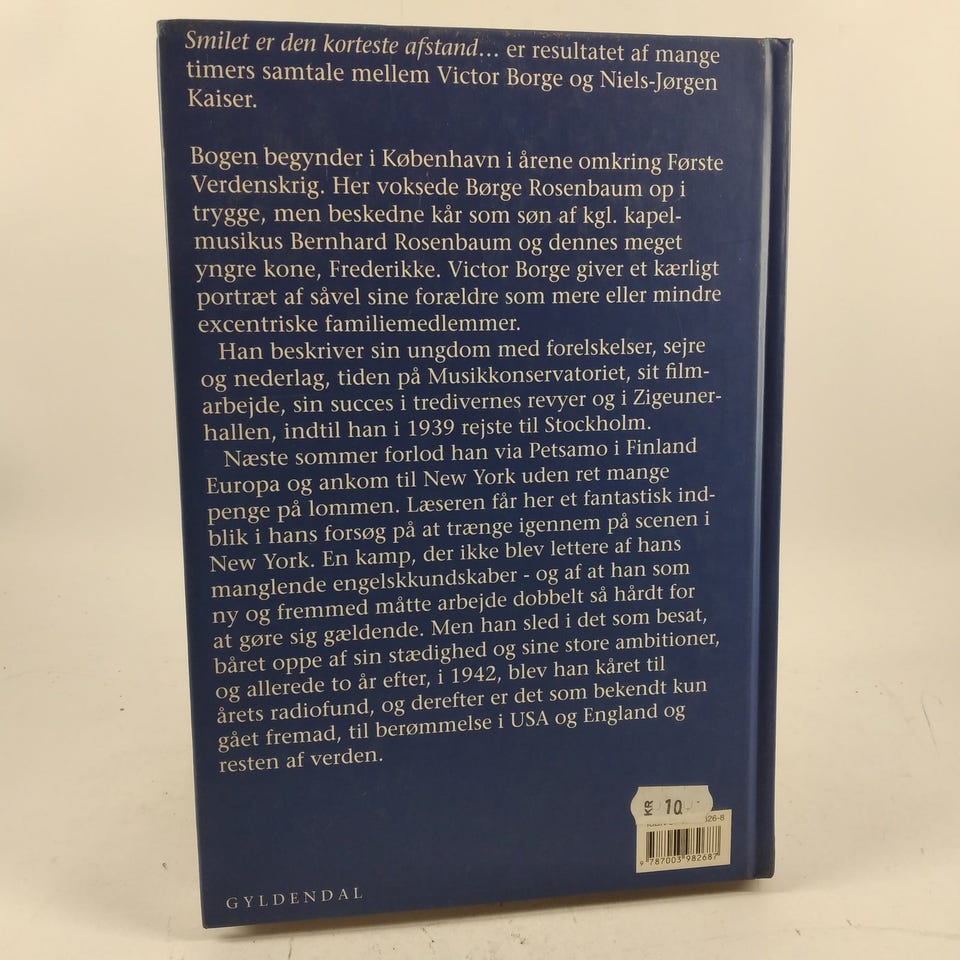 Smilet er den korteste afstand... er resultatet af mange
timers samtale mellem Victor Borge og Niels-Jørgen
Kaiser.
Bogen begynder i København i årene omkring Første
Verdenskrig. Her voksede Børge Rosenbaum op i
trygge, men beskedne kår som søn af kgl. kapel-
musikus Bernhard Rosenbaum og dennes meget
yngre kone, Frederikke. Victor Borge giver et kærligt
portræt af såvel sine forældre som mere eller mindre
excentriske familiemedlemmer.
Han beskriver sin ungdom med forelskelser, sejre
og nederlag, tiden på Musikkonservatoriet, sit film-
arbejde, sin succes i tredivernes revyer og i Zigeuner-
hallen, indtil han i 1939 rejste til Stockholm.
Næste sommer forlod han via Petsamo i Finland
Europa og ankom til New York uden ret mange
penge på lommen. Læseren får her et fantastisk ind-
blik i hans forsøg på at trænge igennem på scenen i
New York. En kamp, der ikke blev lettere af hans
manglende engelskkundskaber - og af at han som
ny og fremmed måtte arbejde dobbelt så hårdt for
at gøre sig gældende. Men han sled i det som besat,
båret oppe af sin stædighed og sine store ambitioner,
og allerede to år efter, i 1942, blev han kåret til
årets radiofund, og derefter er det som bekendt kun
gået fremad, til berømmelse i USA og England og
resten af verden.
KR 10
26-8
9 787003 982687
GYLDENDAL